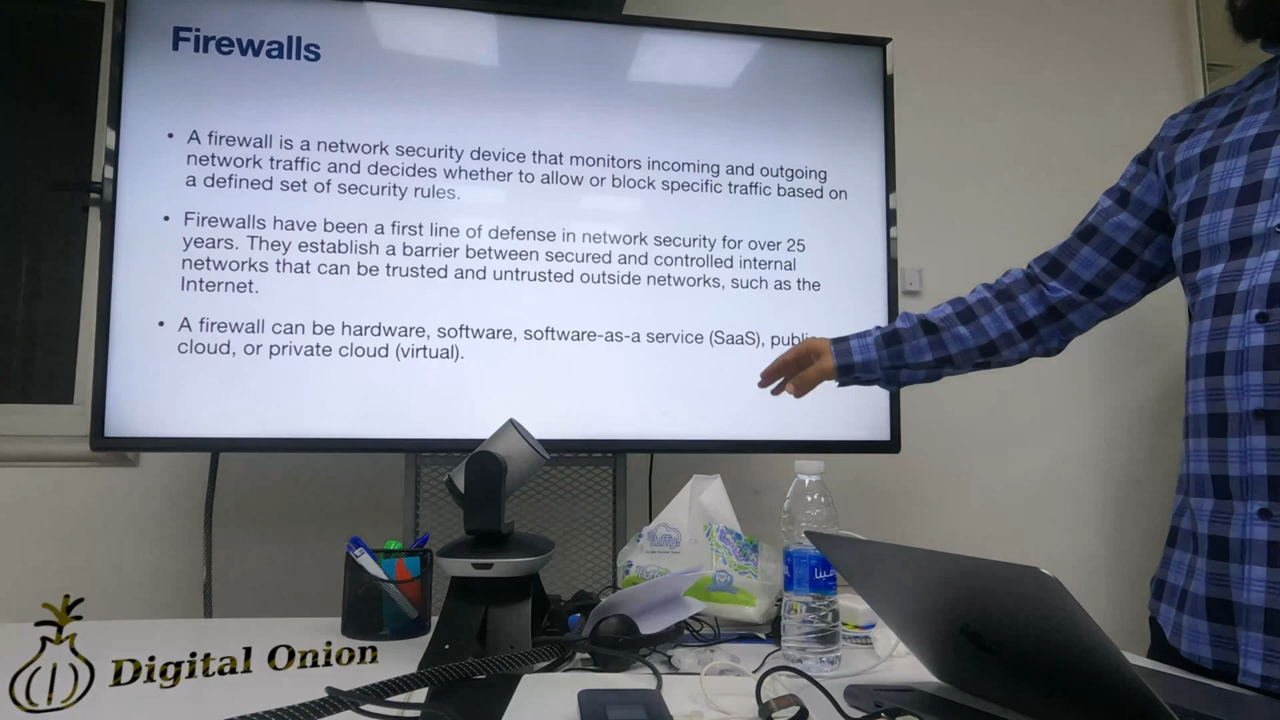 Firewalls
• A firewall is a network security device that monitors incoming and outgoing
network traffic and decides whether to allow or block specific traffic based on
a defined set of security rules.
• Firewalls have been a first line of defense in network security for over 25
years. They establish a barrier between secured and controlled internal
networks that can be trusted and untrusted outside networks, such as the
Internet.
• A firewall can be hardware, software, software-as-a service (SaaS),
cloud, or private cloud (virtual).
Digital Onion